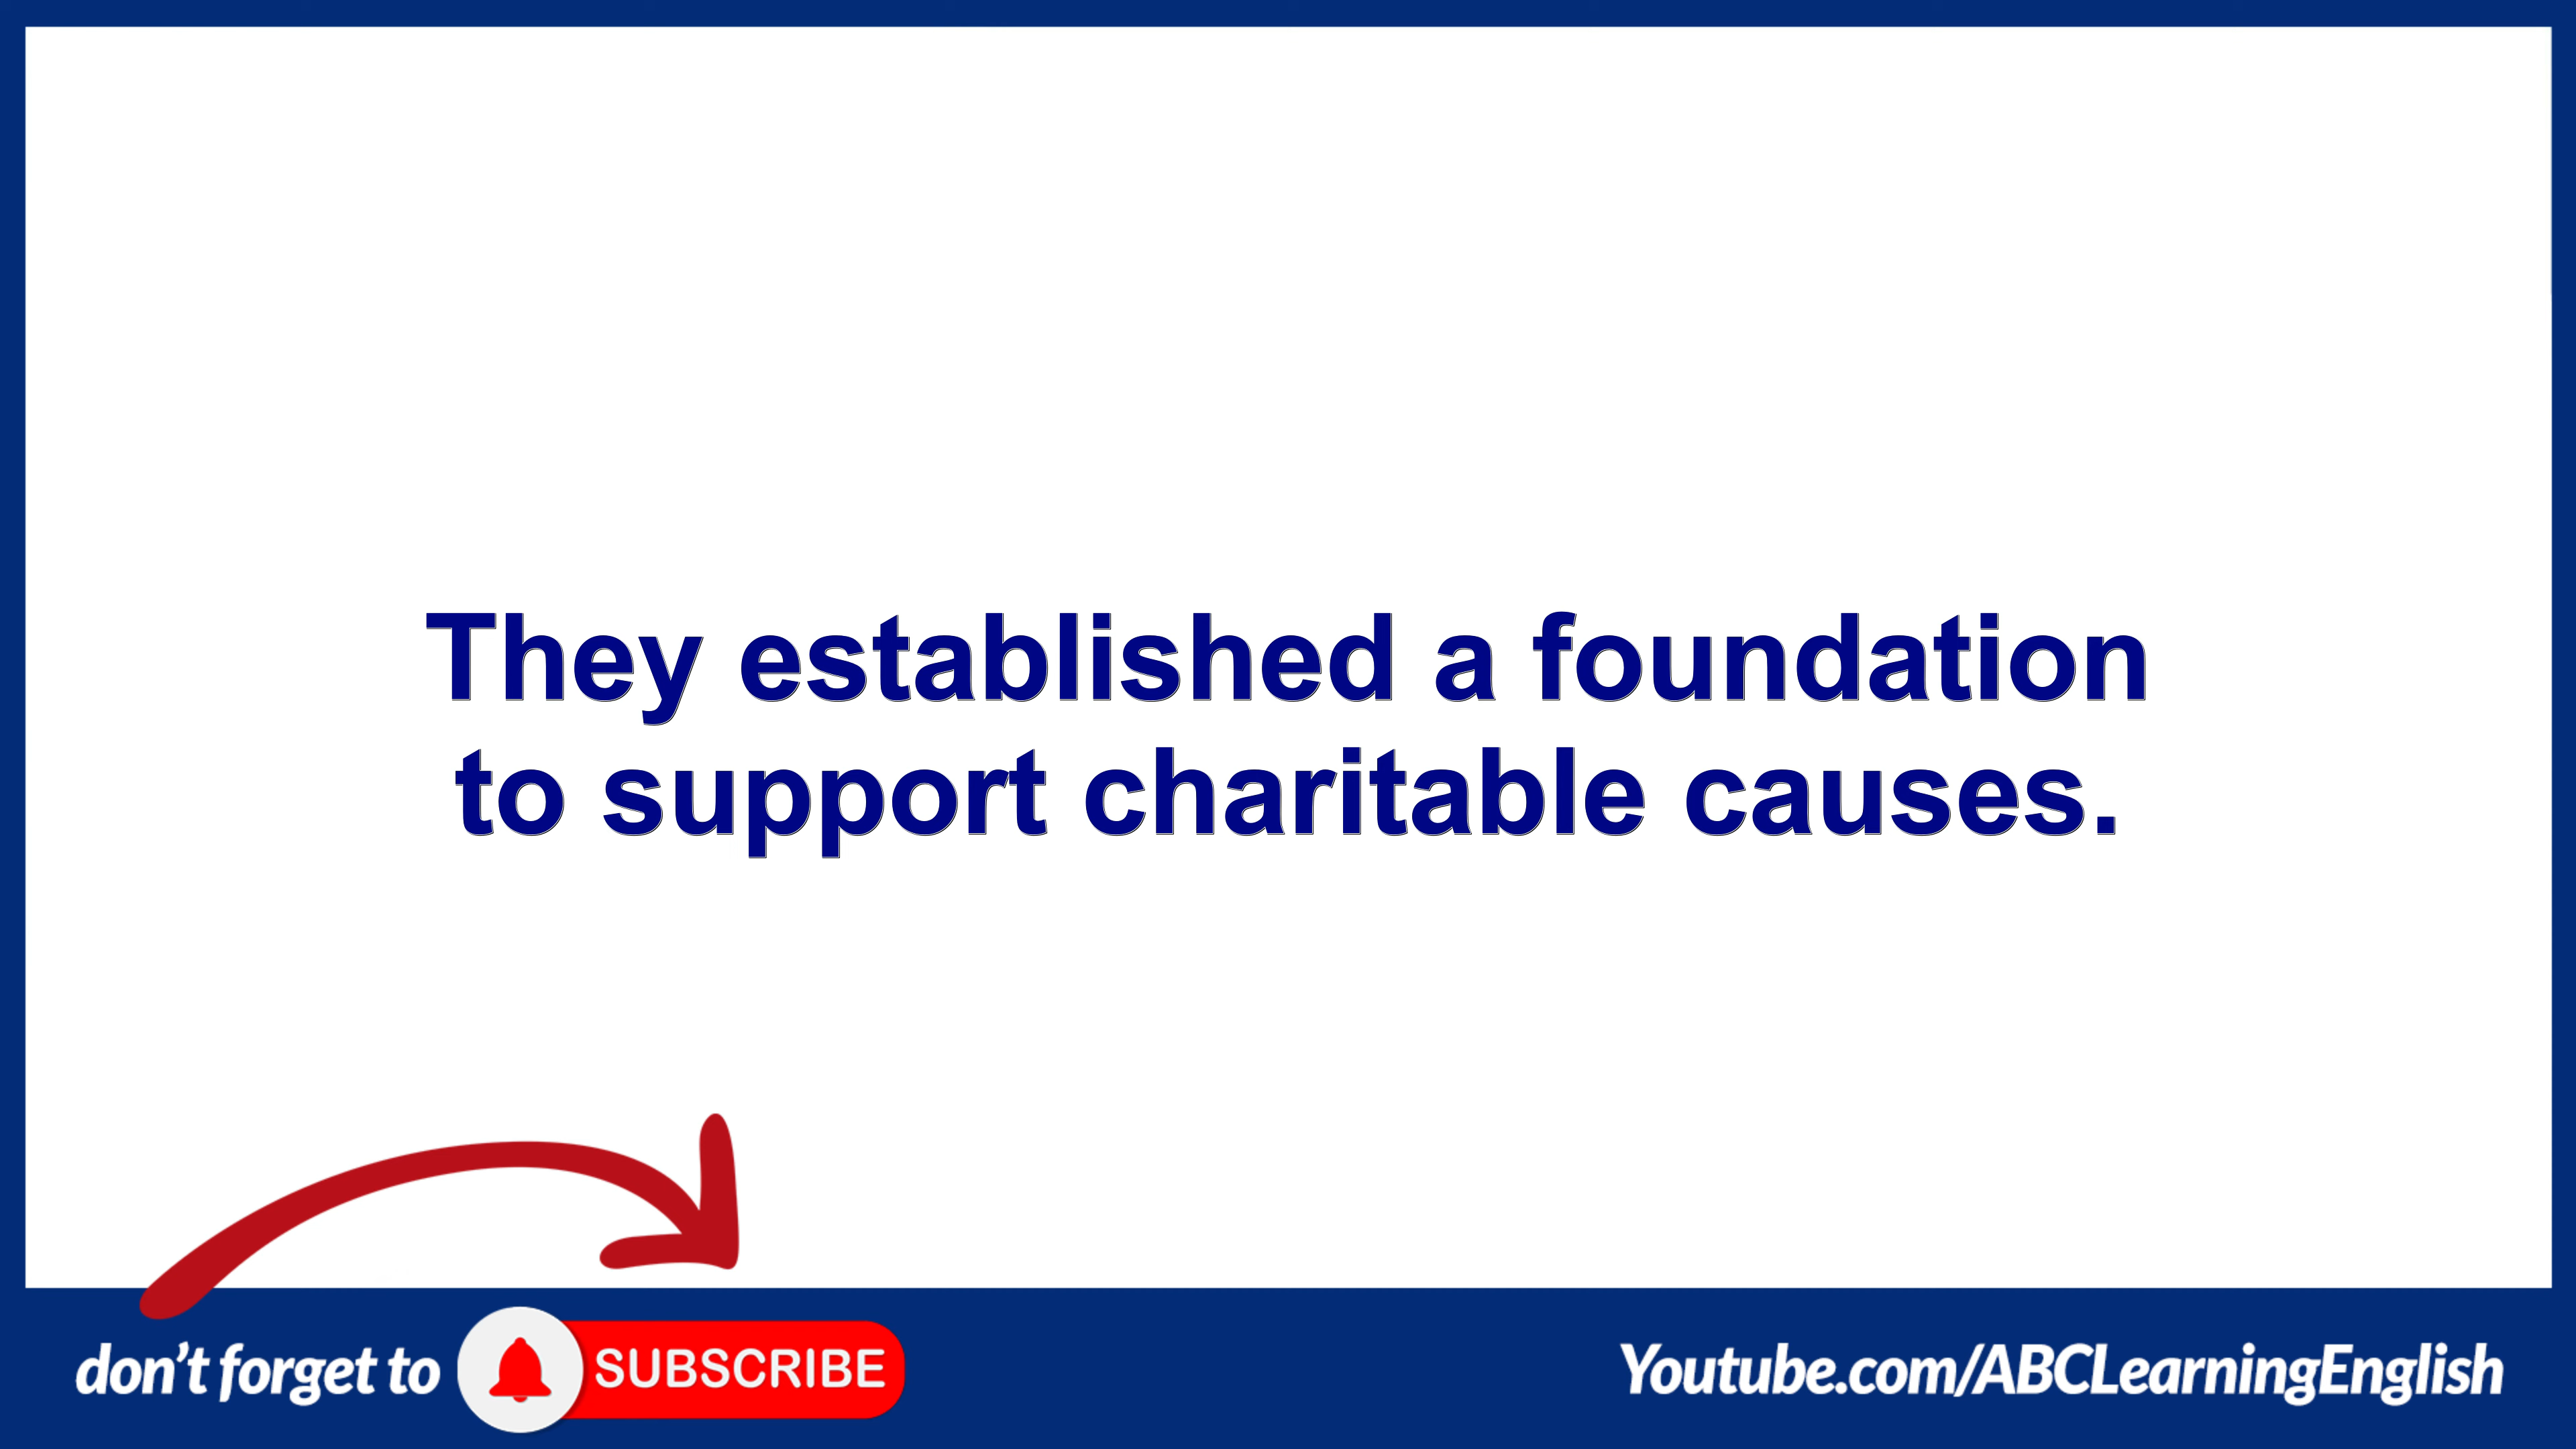 They established a foundation
to support charitable causes.
don't forget to SUBSCRIBE
Youtube.com/ABCLearningEnglish